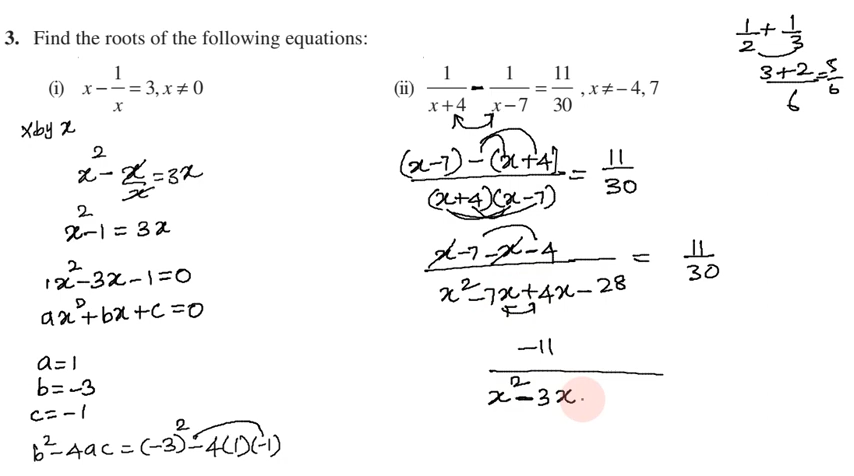 3. Find the roots of the following equations:
(i) x − 1/x = 3, x ≠ 0
x by x
x² − x/x = 3x
x² − 1 = 3x
1x² − 3x − 1 = 0
ax² + bx + c = 0
a = 1
b = −3
c = −1
b² − 4ac = (−3)² − 4(1)(−1)
(ii) 1/(x+4) − 1/(x−7) = 11/30, x ≠ −4, 7
((x−7) − (x+4))/((x+4)(x−7)) = 11/30
(x − 7 − x − 4)/(x² − 7x + 4x − 28) = 11/30
−11/(x² − 3x
1/2 + 1/3
(3+2)/6 = 5/6